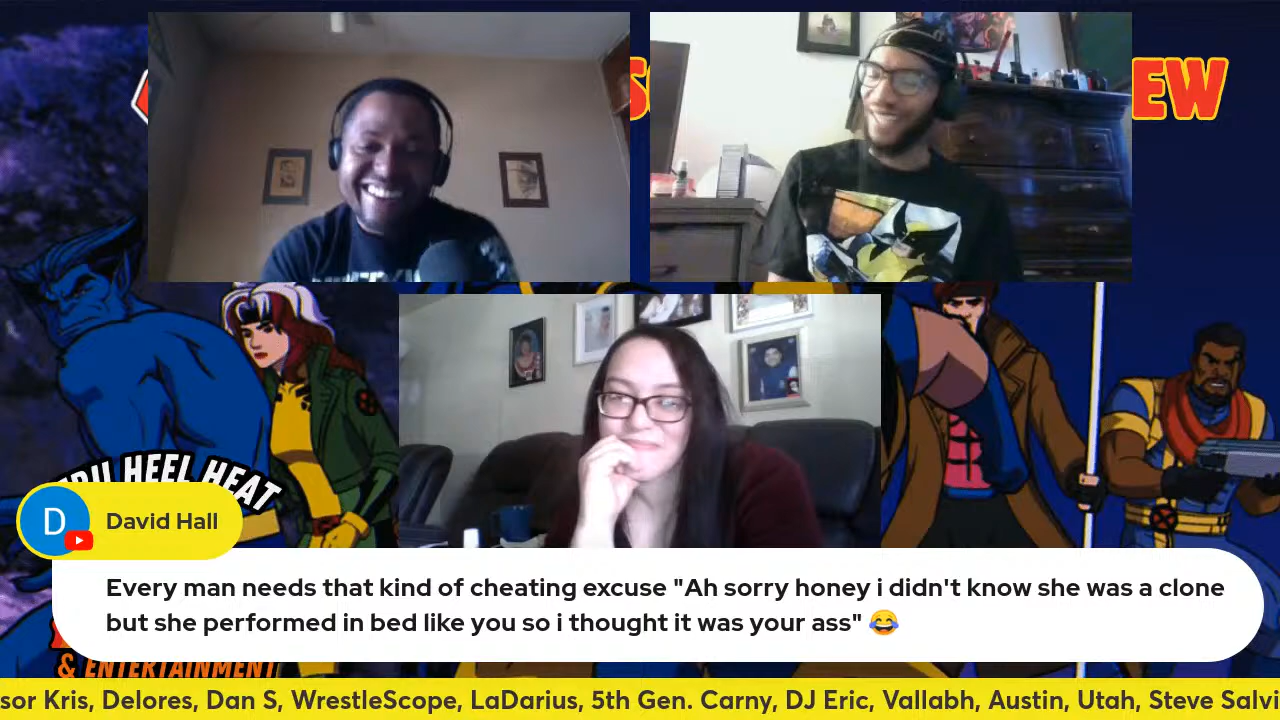 EW
TRU HEEL HEAT
D
David Hall
Every man needs that kind of cheating excuse "Ah sorry honey i didn't know she was a clone
but she performed in bed like you so i thought it was your ass" 😂
& ENTERTAINMENT
sor Kris, Delores, Dan S, WrestleScope, LaDarius, 5th Gen. Carny, DJ Eric, Vallabh, Austin, Utah, Steve Salvi